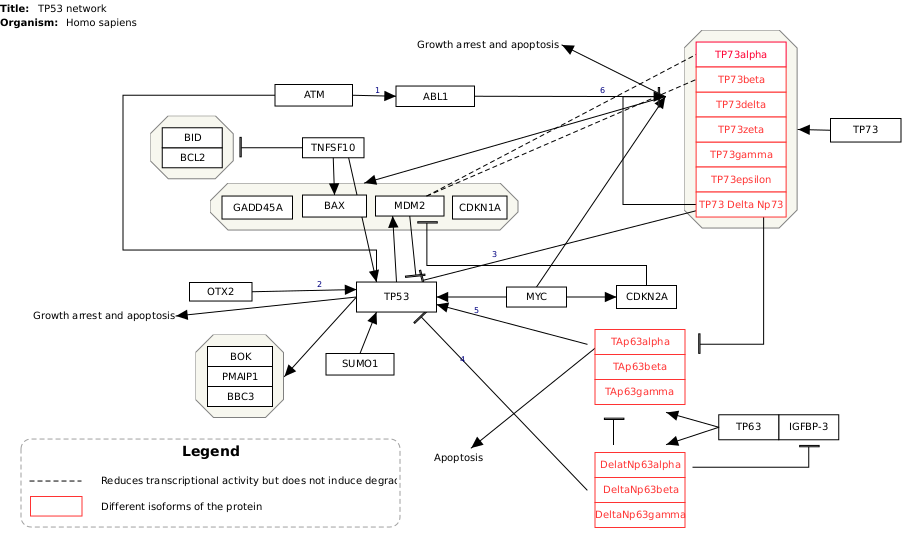 Title: TP53 network
Organism: Homo sapiens
Growth arrest and apoptosis
TP73alpha
TP73beta
TP73delta
TP73zeta
TP73gamma
TP73epsilon
TP73 Delta Np73
TP73
ATM
1
ABL1
6
BID
BCL2
TNFSF10
GADD45A
BAX
MDM2
CDKN1A
3
OTX2
2
TP53
MYC
CDKN2A
Growth arrest and apoptosis
5
BOK
PMAIP1
BBC3
SUMO1
4
TAp63alpha
TAp63beta
TAp63gamma
Apoptosis
TP63
IGFBP-3
DelatNp63alpha
DeltaNp63beta
DeltaNp63gamma
Legend
Reduces transcriptional activity but does not induce degrad
Different isoforms of the protein